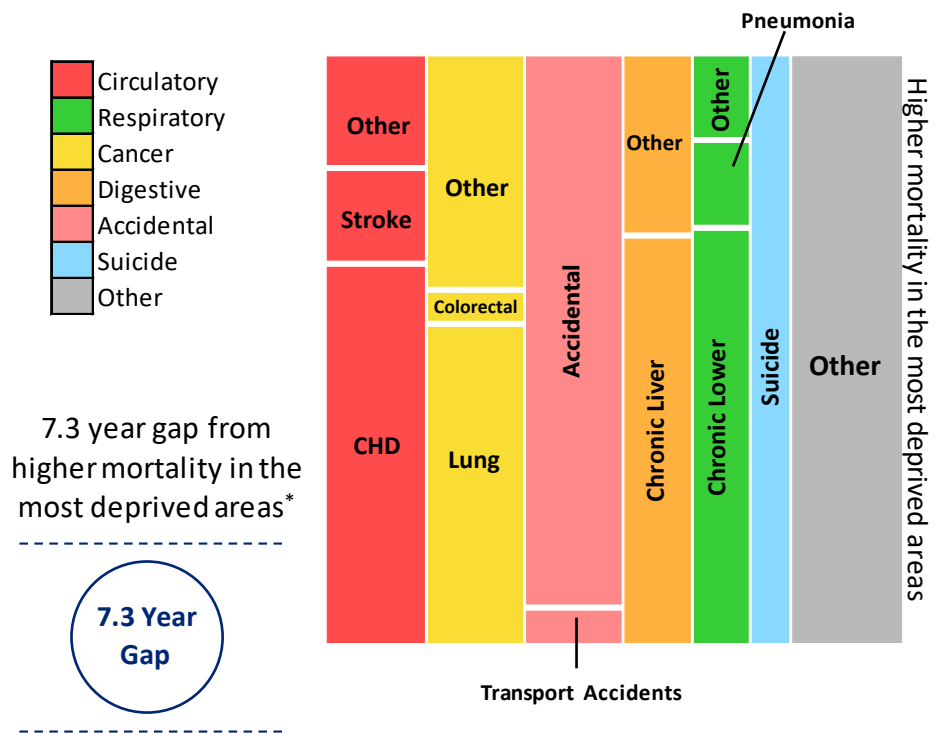 Pneumonia
Circulatory
Respiratory
Cancer
Digestive
Accidental
Suicide
Other
7.3 year gap from
higher mortality in the
most deprived areas*
7.3 Year
Gap
Other
Stroke
CHD
Other
Colorectal
Lung
Accidental
Transport Accidents
Other
Chronic Liver
Other
Chronic Lower
Suicide
Other
Higher mortality in the most deprived areas